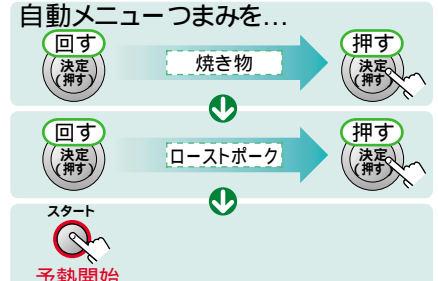 自動メニューつまみを…
回す
決定
(押す)
焼き物
押す
決定
(押す)
回す
決定
(押す)
ローストポーク
押す
決定
(押す)
スタート
予熱開始